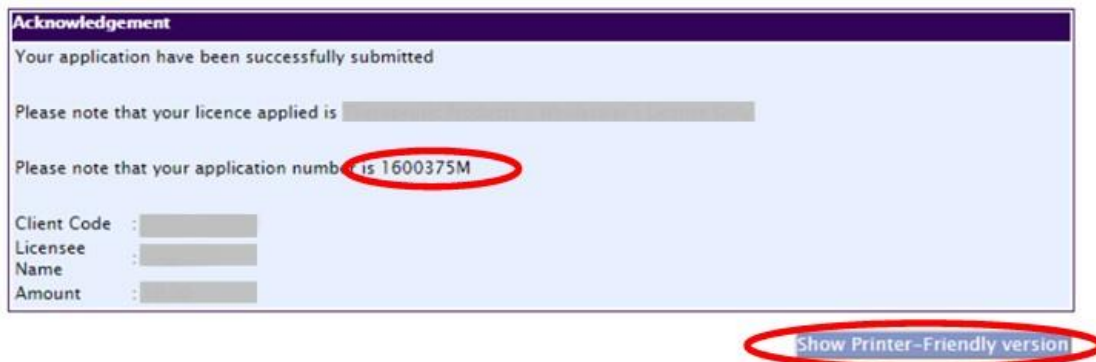 Acknowledgement
Your application have been successfully submitted
Please note that your licence applied is
Please note that your application number is 1600375M
Client Code :
Licensee
Name :
Amount :
Show Printer-Friendly version